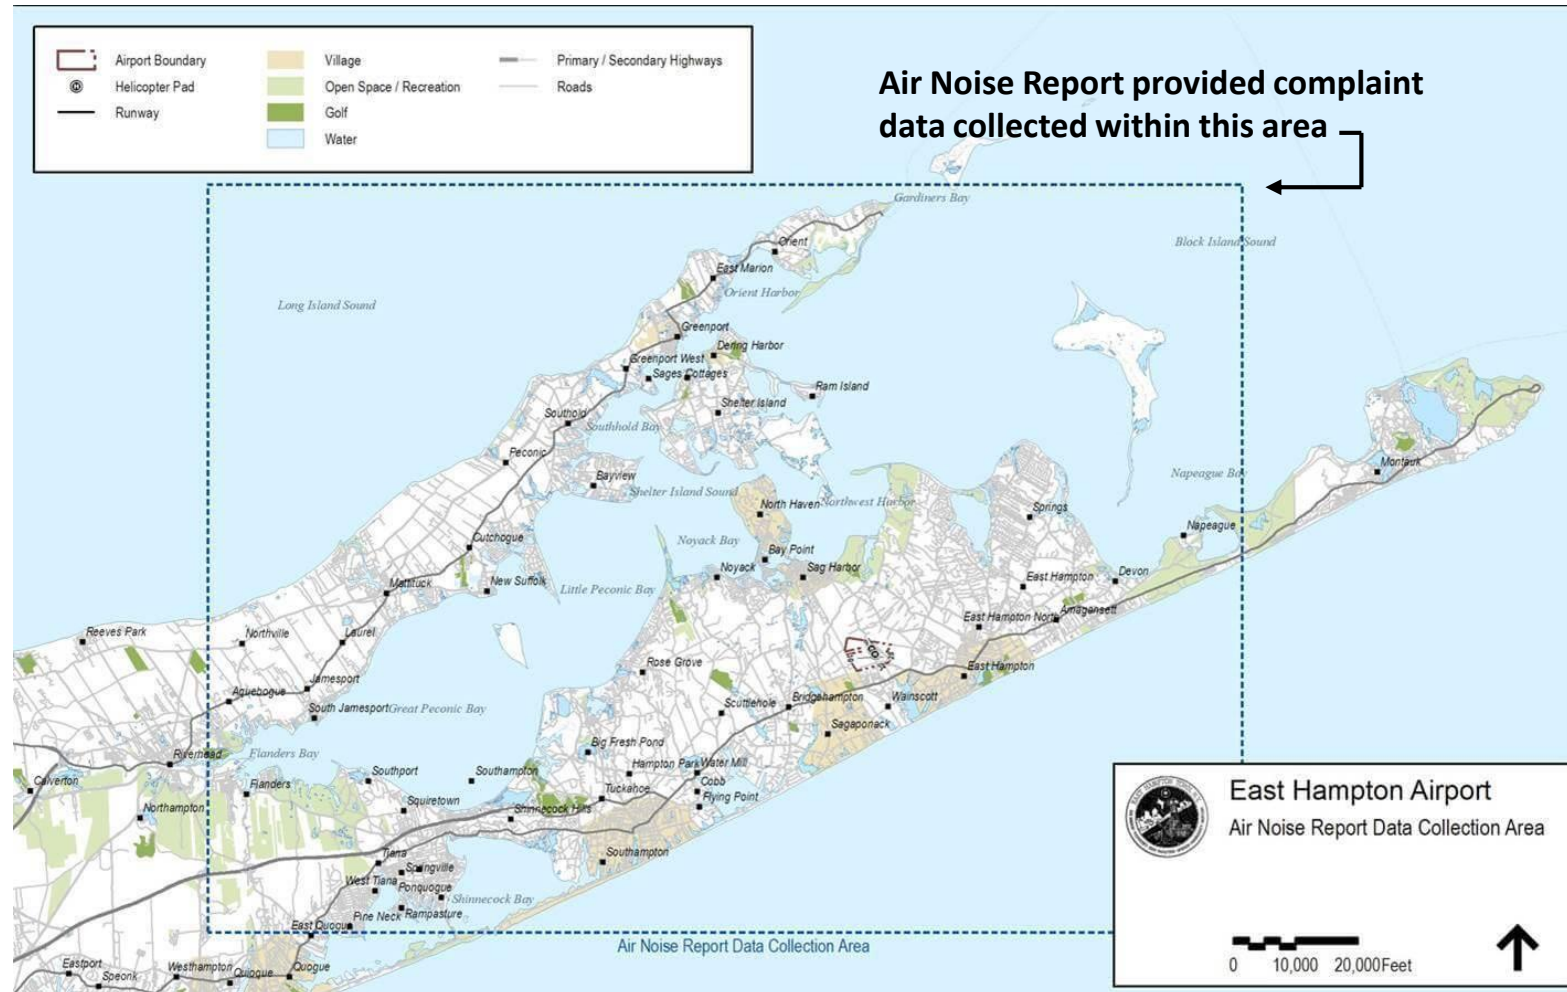 Airport Boundary
Helicopter Pad
Runway
Village
Open Space / Recreation
Golf
Water
Primary / Secondary Highways
Roads
Air Noise Report provided complaint
data collected within this area
Gardiners Bay
Block Island Sound
Orient
East Marion
Orient Harbor
Long Island Sound
Greenport
Dering Harbor
Greenport West
Sages Cottages
Ram Island
Shelter Island
Southold
Southhold Bay
Peconic
Bayview
Shelter Island Sound
North Haven
Northwest Harbor
Napeague Bay
Montauk
Springs
Napeague
Cutchogue
Noyack Bay
Bay Point
Noyack
Sag Harbor
Mattituck
New Suffolk
Little Peconic Bay
East Hampton
Devon
Amagansett
East Hampton North
Reeves Park
Northville
Laurel
Rose Grove
East Hampton
Aquebogue
Jamesport
Bridgehampton
Wainscott
South Jamesport
Great Peconic Bay
Scuttlehole
Sagaponack
Riverhead
Flanders Bay
Big Fresh Pond
Calverton
Flanders
Southport
Southampton
Hampton Park
Water Mill
Cobb
Tuckahoe
Flying Point
Northampton
Squiretown
Shinnecock Hills
Southampton
Tiana
Springville
West Tiana
Ponquogue
Shinnecock Bay
Pine Neck
Rampasture
East Quogue
Air Noise Report Data Collection Area
Eastport
Speonk
Westhampton
Quioque
Quogue
East Hampton Airport
Air Noise Report Data Collection Area
0 10,000 20,000 Feet